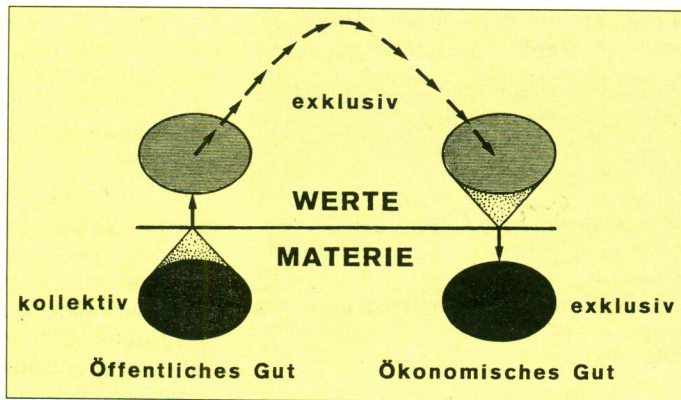 exklusiv
WERTE
MATERIE
kollektiv
exklusiv
Öffentliches Gut
Ökonomisches Gut